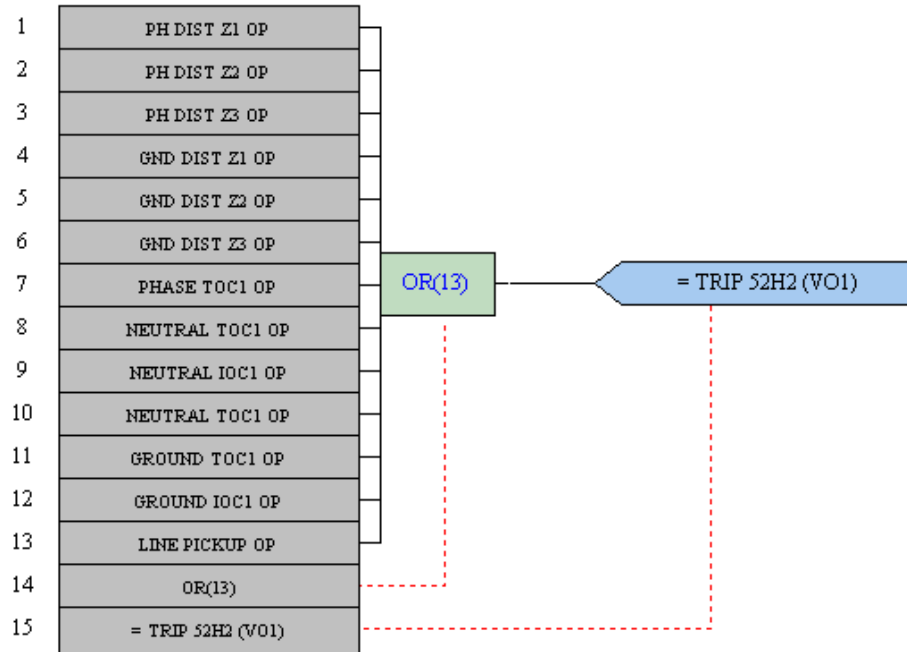 1 PH DIST Z1 OP
2 PH DIST Z2 OP
3 PH DIST Z3 OP
4 GND DIST Z1 OP
5 GND DIST Z2 OP
6 GND DIST Z3 OP
7 PHASE TOC1 OP
8 NEUTRAL TOC1 OP
9 NEUTRAL IOC1 OP
10 NEUTRAL TOC1 OP
11 GROUND TOC1 OP
12 GROUND IOC1 OP
13 LINE PICKUP OP
14 OR(13)
15 = TRIP 52H2 (VO1)
OR(13)
= TRIP 52H2 (VO1)